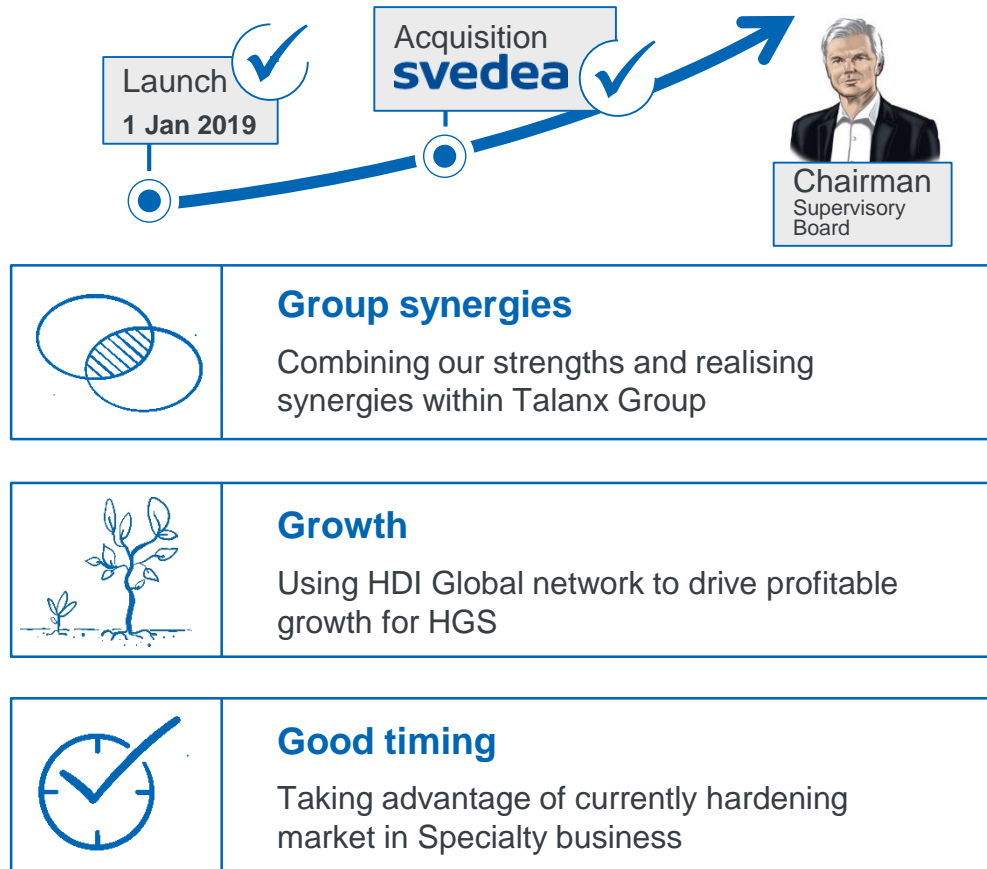 Launch
1 Jan 2019
Acquisition
svedea
Chairman
Supervisory
Board
Group synergies
Combining our strengths and realising
synergies within Talanx Group
Growth
Using HDI Global network to drive profitable
growth for HGS
Good timing
Taking advantage of currently hardening
market in Specialty business